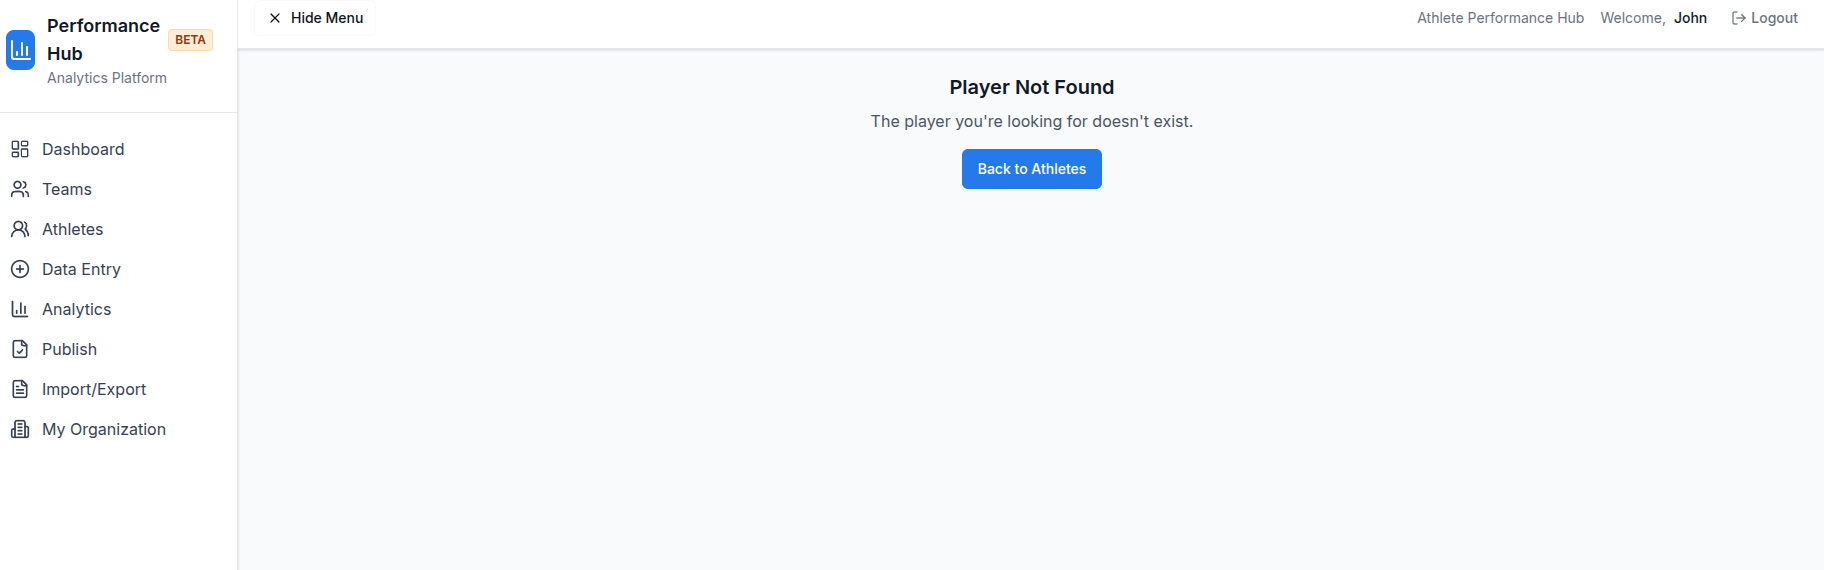 Performance
Hub
BETA
Analytics Platform
Dashboard
Teams
Athletes
Data Entry
Analytics
Publish
Import/Export
My Organization
Hide Menu
Athlete Performance Hub Welcome, John Logout
Player Not Found
The player you're looking for doesn't exist.
Back to Athletes